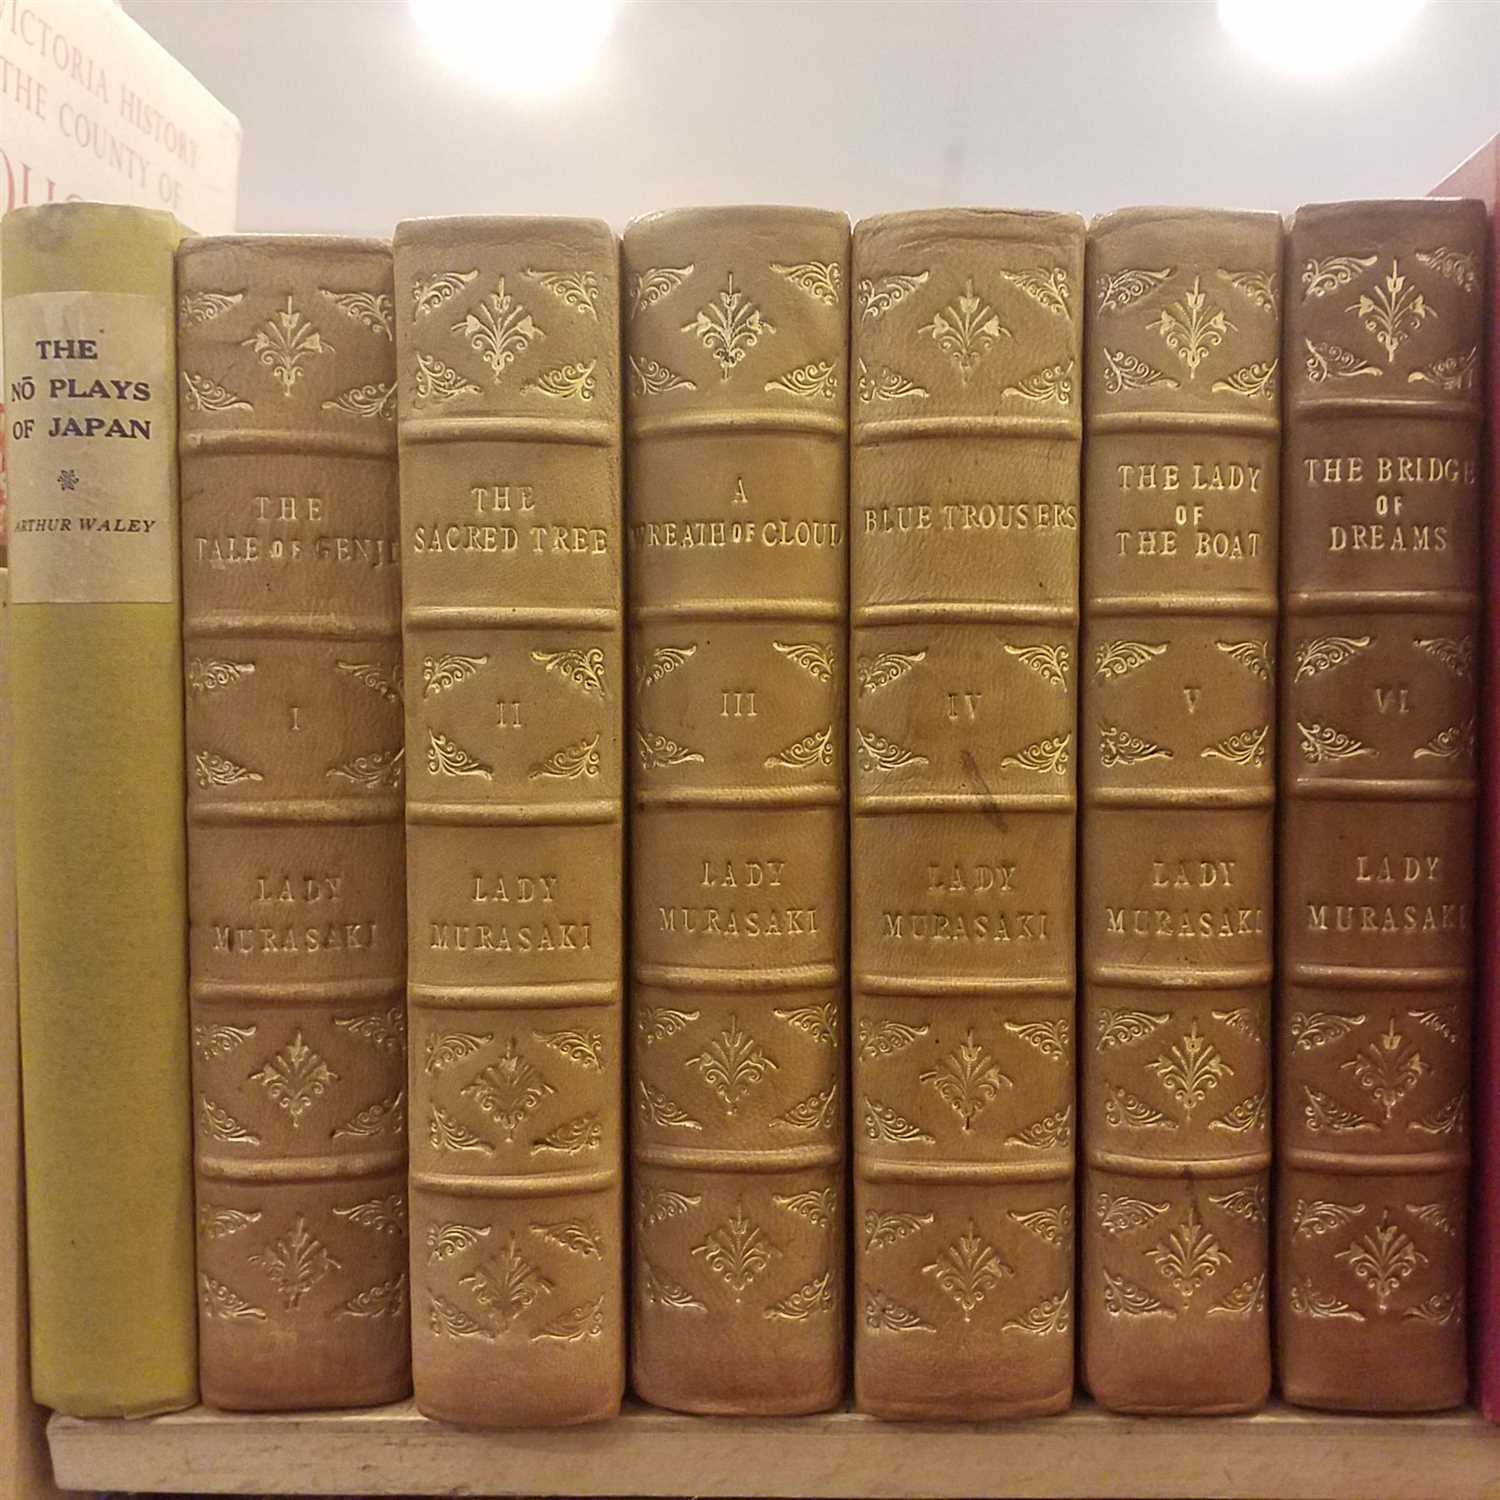 VICTORIA HISTORY
THE COUNTY OF
THE
NŌ PLAYS
OF JAPAN
ARTHUR WALEY
THE
TALE OF GENJI
I
LADY
MURASAKI
THE
SACRED TREE
II
LADY
MURASAKI
A
WREATH OF CLOUD
III
LADY
MURASAKI
BLUE TROUSERS
IV
LADY
MURASAKI
THE LADY
OF
THE BOAT
V
LADY
MURASAKI
THE BRIDGE
OF
DREAMS
VI
LADY
MURASAKI